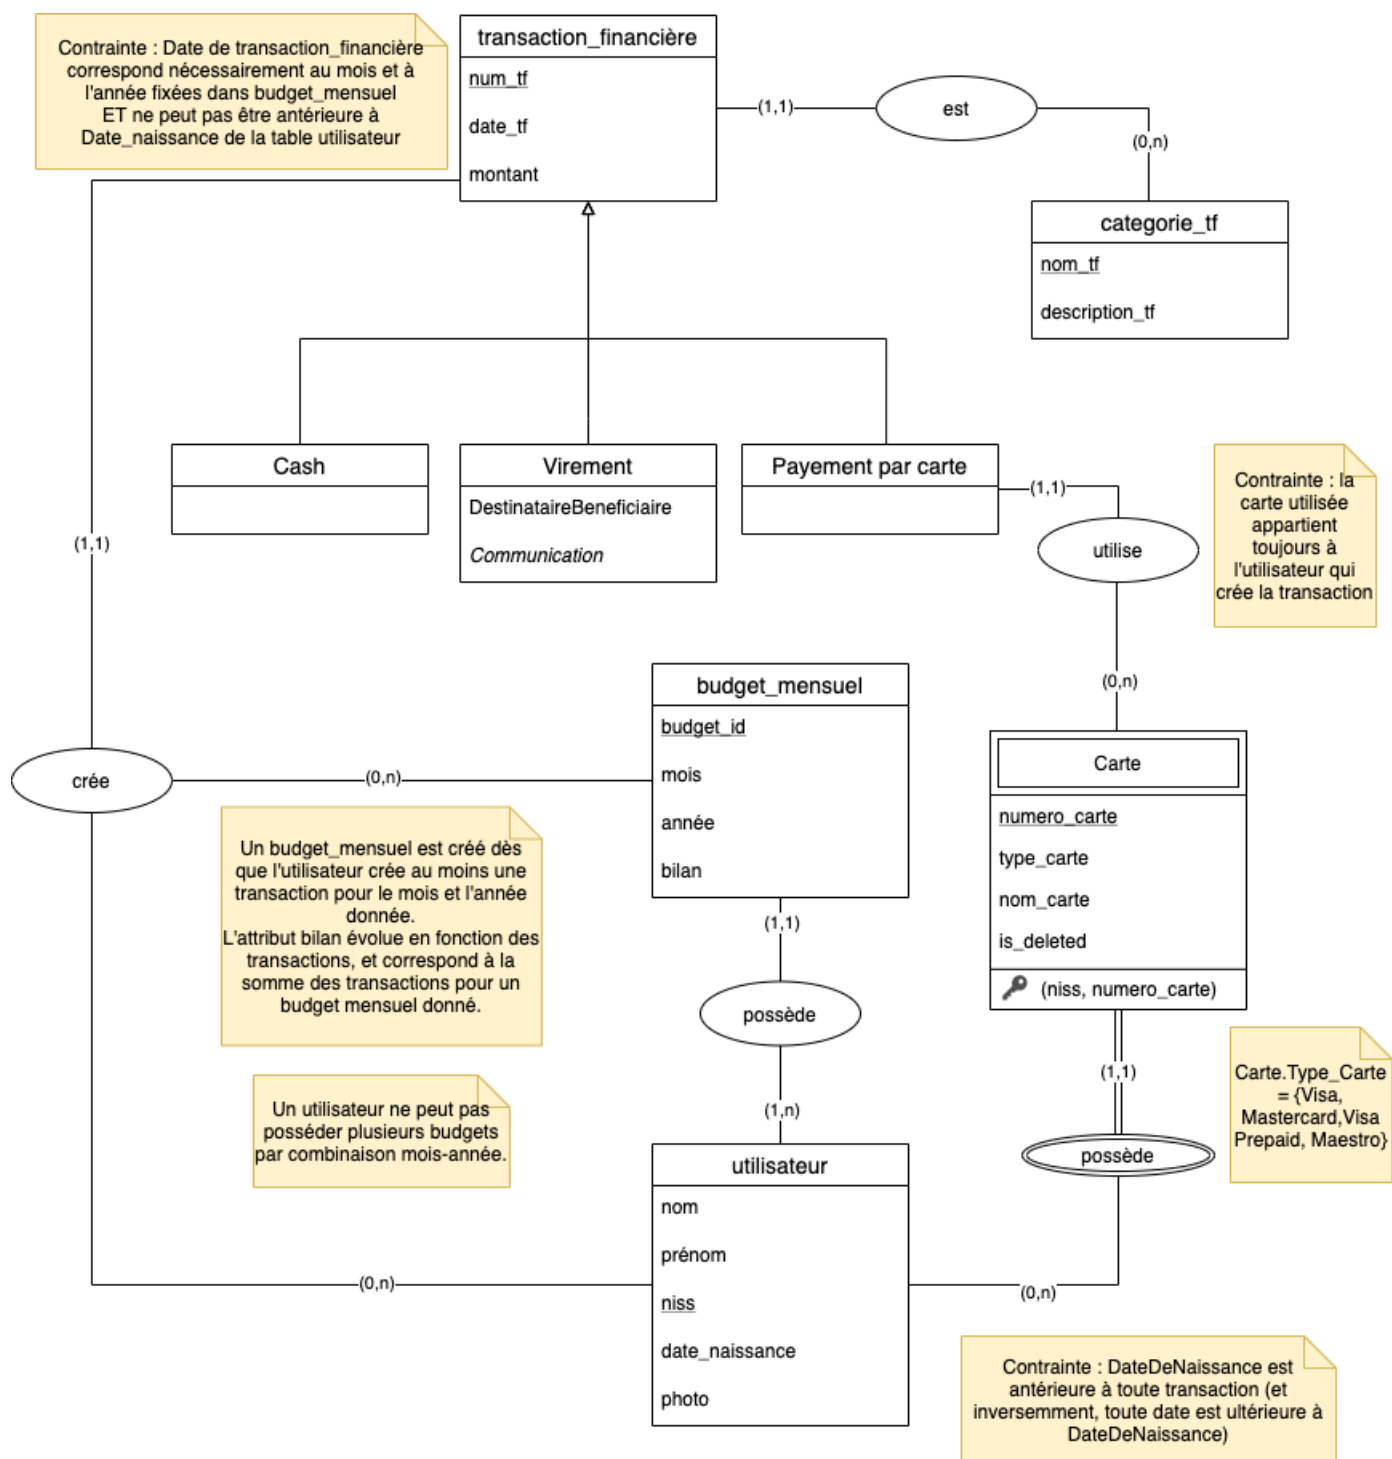 Contrainte : Date de transaction_financière
correspond nécessairement au mois et à
l'année fixées dans budget_mensuel
ET ne peut pas être antérieure à
Date_naissance de la table utilisateur
transaction_financière
num_tf
date_tf
montant
(1,1)
est
(0,n)
categorie_tf
nom_tf
description_tf
Cash
Virement
DestinataireBeneficiaire
Communication
Payement par carte
(1,1)
utilise
Contrainte : la
carte utilisée
appartient
toujours à
l'utilisateur qui
crée la transaction
(1,1)
(0,n)
budget_mensuel
budget_id
mois
année
bilan
Carte
numero_carte
type_carte
nom_carte
is_deleted
(niss, numero_carte)
crée
(0,n)
Un budget_mensuel est créé dès
que l'utilisateur crée au moins une
transaction pour le mois et l'année
donnée.
L'attribut bilan évolue en fonction des
transactions, et correspond à la
somme des transactions pour un
budget mensuel donné.
(1,1)
possède
(1,n)
Un utilisateur ne peut pas
posséder plusieurs budgets
par combinaison mois-année.
(1,1)
possède
Carte.Type_Carte
= {Visa,
Mastercard,Visa
Prepaid, Maestro}
utilisateur
nom
prénom
niss
date_naissance
photo
(0,n)
(0,n)
Contrainte : DateDeNaissance est
antérieure à toute transaction (et
inversemment, toute date est ultérieure à
DateDeNaissance)